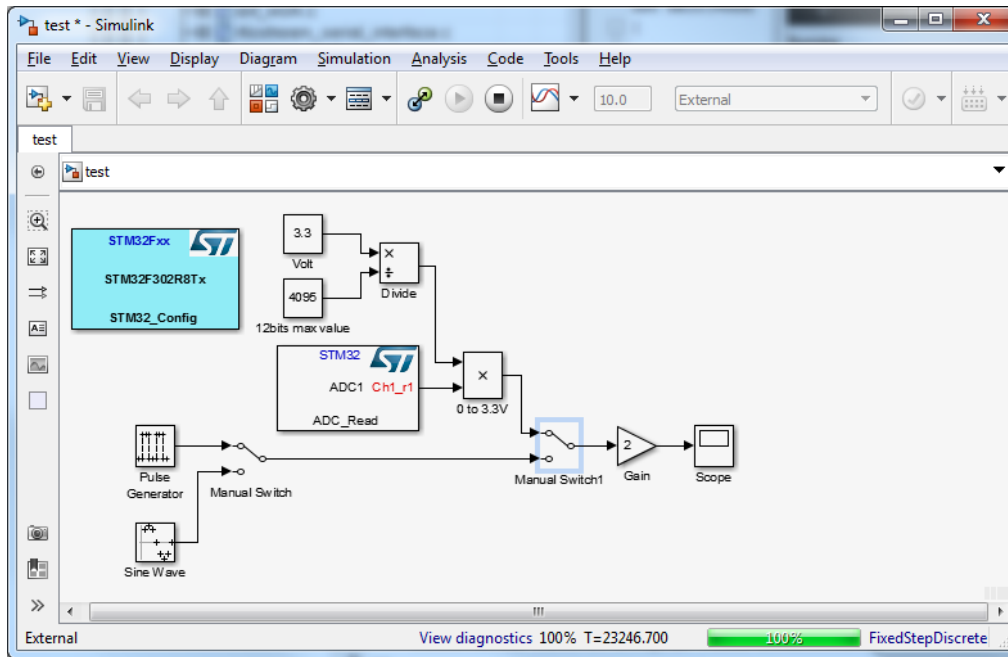 test * - Simulink
File Edit View Display Diagram Simulation Analysis Code Tools Help
10.0 External
test
test
STM32Fxx
STM32F302R8Tx
STM32_Config
3.3
Volt
×
÷
Divide
4095
12bits max value
STM32
ADC1 Ch1_r1
ADC_Read
×
0 to 3.3V
Pulse
Generator
Manual Switch
Manual Switch1
2
Gain
Scope
Sine Wave
External View diagnostics 100% T=23246.700 100% FixedStepDiscrete